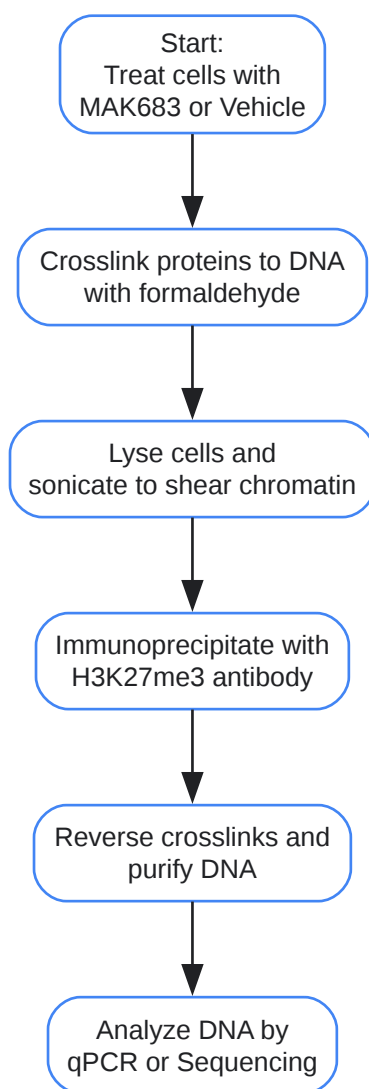 Start:
Treat cells with
MAK683 or Vehicle
Crosslink proteins to DNA
with formaldehyde
Lyse cells and
sonicate to shear chromatin
Immunoprecipitate with
H3K27me3 antibody
Reverse crosslinks and
purify DNA
Analyze DNA by
qPCR or Sequencing